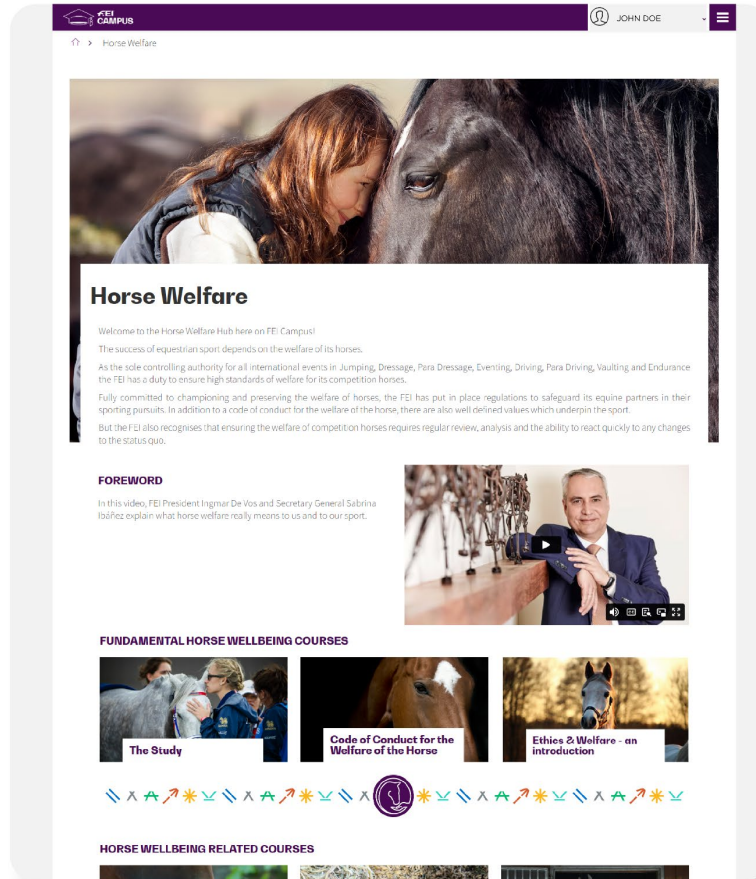 FEI
CAMPUS
JOHN DOE
> Horse Welfare
Horse Welfare
Welcome to the Horse Welfare Hub here on FEI Campus!
The success of equestrian sport depends on the welfare of its horses.
As the sole controlling authority for all international events in Jumping, Dressage, Para Dressage, Eventing, Driving, Para Driving, Vaulting and Endurance
the FEI has a duty to ensure high standards of welfare for its competition horses.
Fully committed to championing and preserving the welfare of horses, the FEI has put in place regulations to safeguard its equine partners in their
sporting pursuits. In addition to a code of conduct for the welfare of the horse, there are also well defined values which underpin the sport.
But the FEI also recognises that ensuring the welfare of competition horses requires regular review, analysis and the ability to react quickly to any changes
to the status quo.
FOREWORD
In this video, FEI President Ingmar De Vos and Secretary General Sabrina
Ibáñez explain what horse welfare really means to us and to our sport.
FUNDAMENTAL HORSE WELLBEING COURSES
The Study
Code of Conduct for the
Welfare of the Horse
Ethics & Welfare - an
introduction
HORSE WELLBEING RELATED COURSES